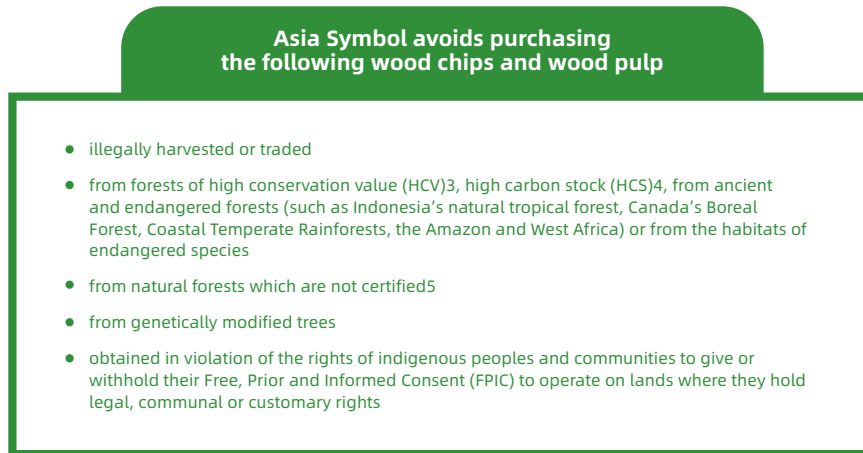 Asia Symbol avoids purchasing
the following wood chips and wood pulp
• illegally harvested or traded
• from forests of high conservation value (HCV)3, high carbon stock (HCS)4, from ancient
and endangered forests (such as Indonesia's natural tropical forest, Canada's Boreal
Forest, Coastal Temperate Rainforests, the Amazon and West Africa) or from the habitats of
endangered species
• from natural forests which are not certified5
• from genetically modified trees
• obtained in violation of the rights of indigenous peoples and communities to give or
withhold their Free, Prior and Informed Consent (FPIC) to operate on lands where they hold
legal, communal or customary rights